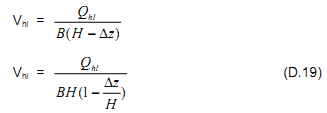 V_hl = Q_hl / B(H − Δz)
V_hl = Q_hl / BH(1 − Δz/H) (D.19)